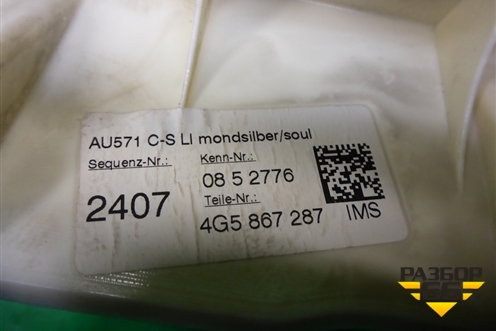 AU571 C-S LI mondsilber/soul
Sequenz-Nr.: Kenn-Nr.:
2407 08 5 2776
Teile-Nr.:
4G5 867 287 IMS
РАЗБОР
66